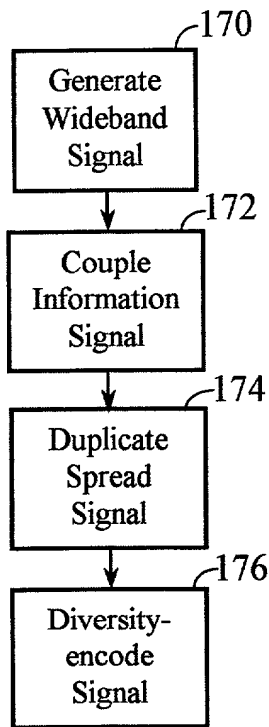 170
Generate
Wideband
Signal
172
Couple
Information
Signal
174
Duplicate
Spread
Signal
176
Diversity-
encode
Signal